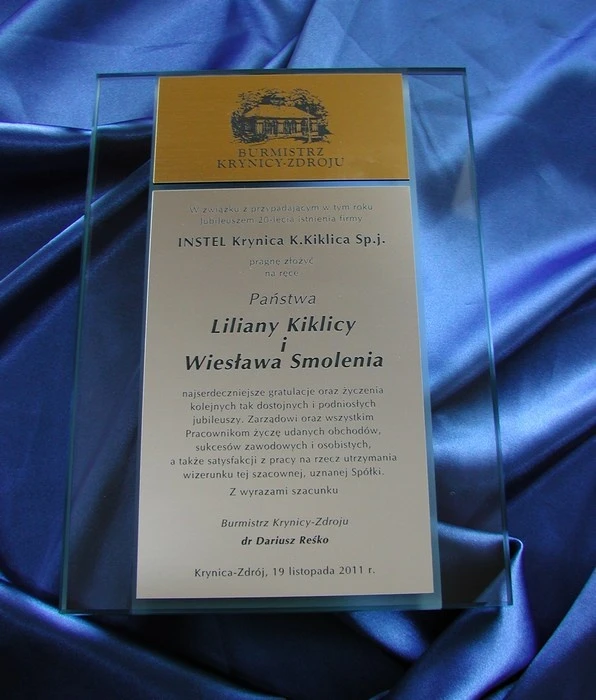 BURMISTRZ
KRYNICY-ZDROJU
W związku z przypadającym w tym roku
Jubileuszem 20-lecia istnienia firmy
INSTEL Krynica K.Kiklica Sp.j.
pragnę złożyć
na ręce
Państwa
Liliany Kiklicy
i
Wiesława Smolenia
najserdeczniejsze gratulacje oraz życzenia
kolejnych tak dostojnych i podniosłych
jubileuszy. Zarządowi oraz wszystkim
Pracownikom życzę udanych obchodów,
sukcesów zawodowych i osobistych,
a także satysfakcji z pracy na rzecz utrzymania
wizerunku tej szacownej, uznanej Spółki.
Z wyrazami szacunku
Burmistrz Krynicy-Zdroju
dr Dariusz Reśko
Krynica-Zdrój, 19 listopada 2011 r.